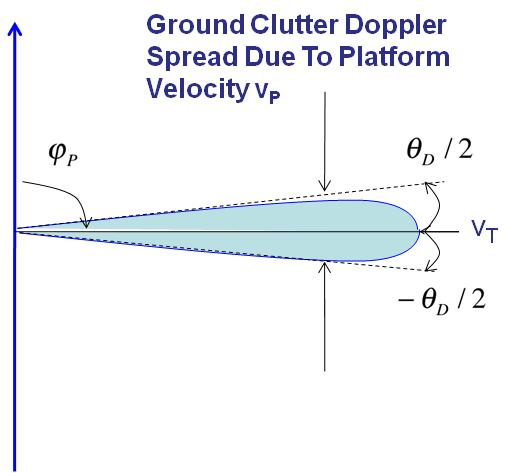 Ground Clutter Doppler
Spread Due To Platform
Velocity vP
φP
θD / 2
vT
− θD / 2